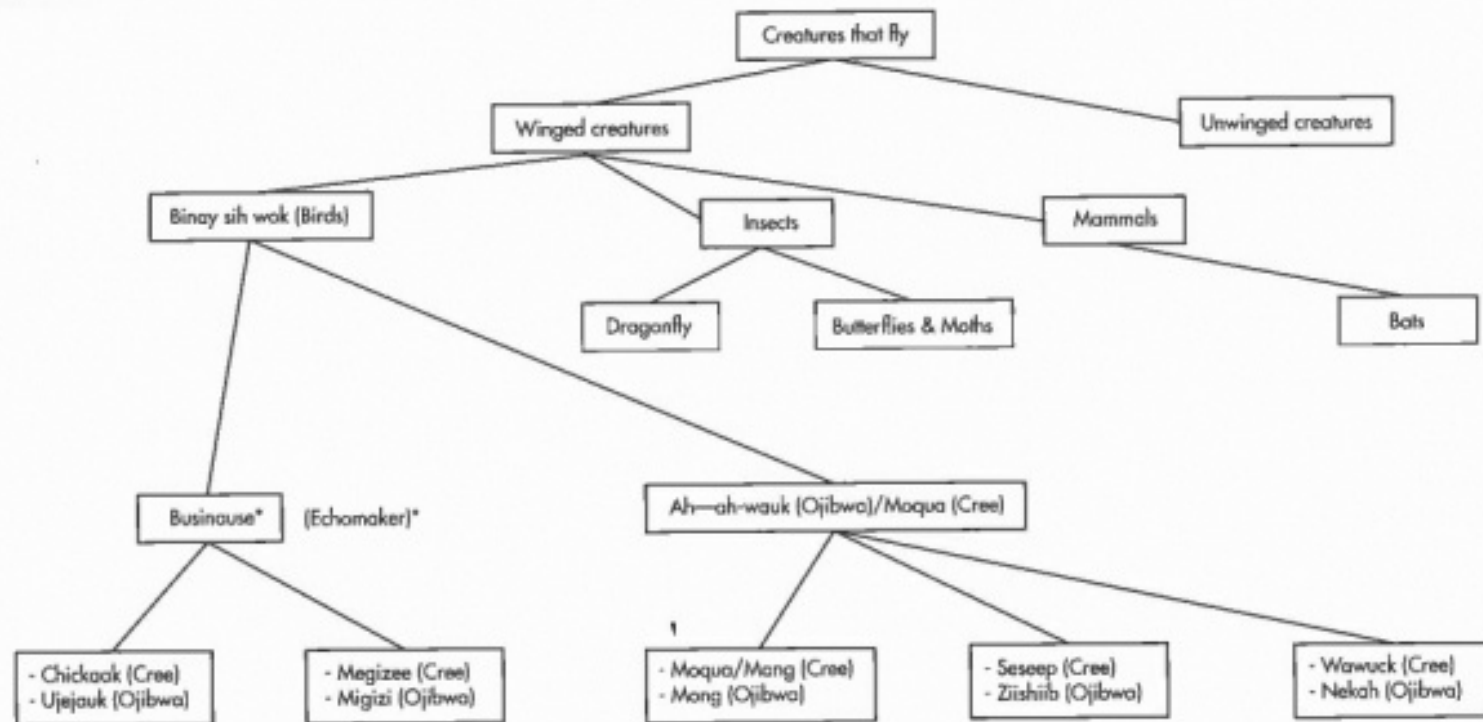 Creatures that fly
Winged creatures
Unwinged creatures
Binay sih wok (Birds)
Insects
Mammals
Dragonfly
Butterflies & Moths
Bats
Businause* (Echomaker)*
Ah—ah-wauk (Ojibwa)/Moqua (Cree)
- Chickaak (Cree)
- Ujejauk (Ojibwa)
- Megizee (Cree)
- Migizi (Ojibwa)
- Moqua/Mang (Cree)
- Mong (Ojibwa)
- Seseep (Cree)
- Ziishiib (Ojibwa)
- Wawuck (Cree)
- Nekah (Ojibwa)